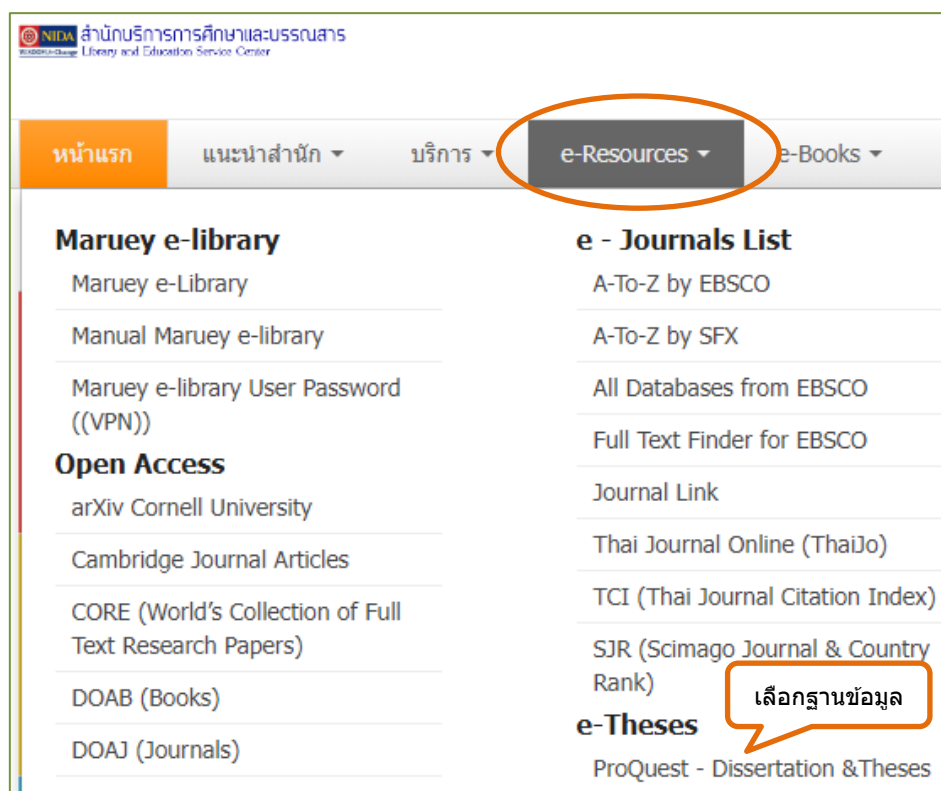 NIDA สำนักบริการการศึกษาและบรรณสาร
WISDOM for Change Library and Education Service Center
หน้าแรก แนะนำสำนัก บริการ e-Resources e-Books
Maruey e-library
Maruey e-Library
Manual Maruey e-library
Maruey e-library User Password
((VPN))
Open Access
arXiv Cornell University
Cambridge Journal Articles
CORE (World's Collection of Full
Text Research Papers)
DOAB (Books)
DOAJ (Journals)
e - Journals List
A-To-Z by EBSCO
A-To-Z by SFX
All Databases from EBSCO
Full Text Finder for EBSCO
Journal Link
Thai Journal Online (ThaiJo)
TCI (Thai Journal Citation Index)
SJR (Scimago Journal & Country
Rank)
เลือกฐานข้อมูล
e-Theses
ProQuest - Dissertation &Theses